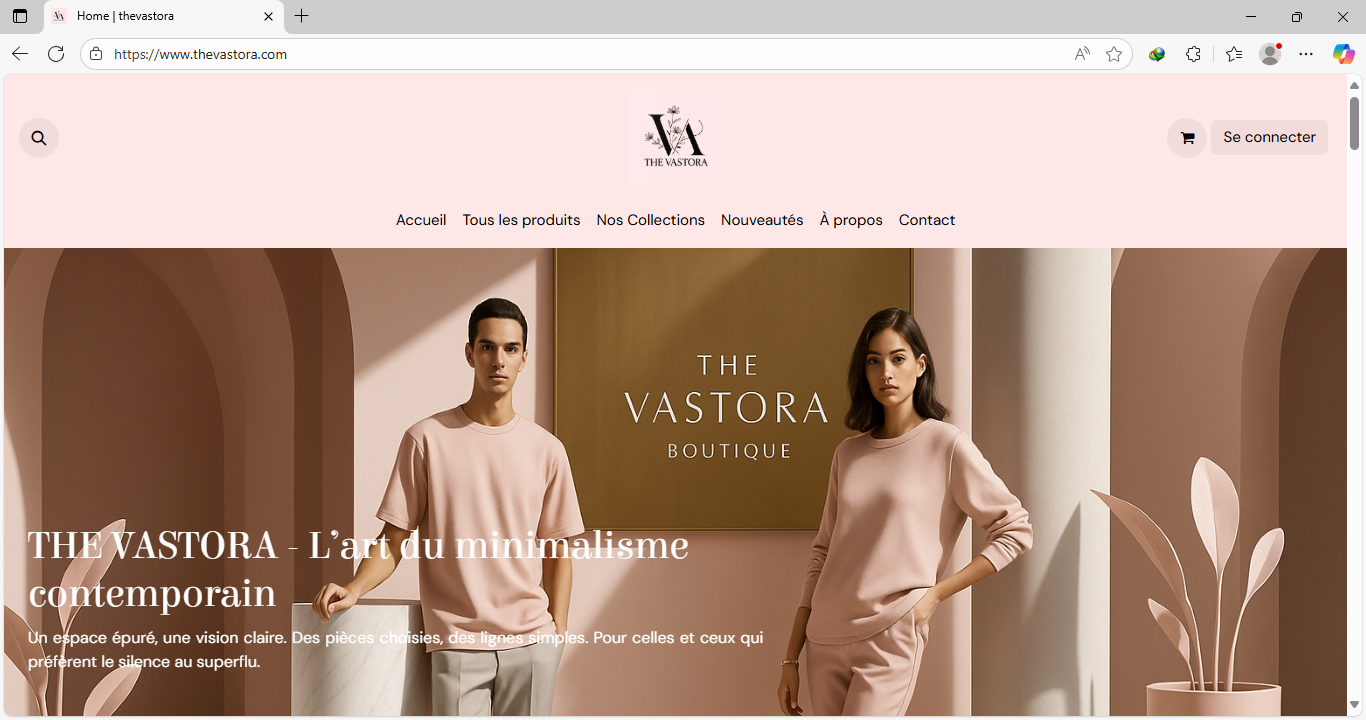 Home | thevastora
https://www.thevastora.com
VA
THE VASTORA
Se connecter
Accueil Tous les produits Nos Collections Nouveautés À propos Contact
THE
VASTORA
BOUTIQUE
THE VASTORA - L’art du minimalisme
contemporain
Un espace épuré, une vision claire. Des pièces choisies, des lignes simples. Pour celles et ceux qui
préfèrent le silence au superflu.